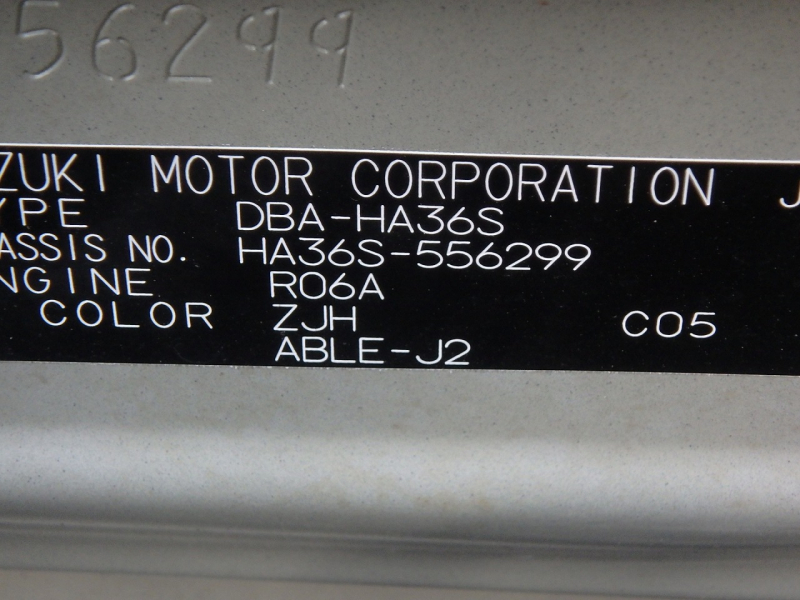 56299
ZUKI MOTOR CORPORATION J
YPE DBA-HA36S
ASSIS NO. HA36S-556299
NGINE R06A
COLOR ZJH C05
ABLE-J2